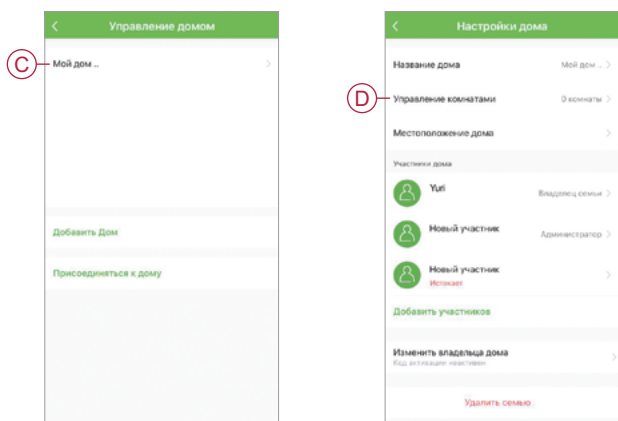 Управление домом
C
Мой дом ..
Добавить Дом
Присоединяться к дому
Настройки дома
Название дома
Мой дом ..
D
Управление комнатами
0 комнаты
Местоположение дома
Участники дома
Yuri
Владелец семьи
Новый участник
Администратор
Новый участник
Истекает
Добавить участников
Изменить владельца дома
Код активации неактивен
Удалить семью